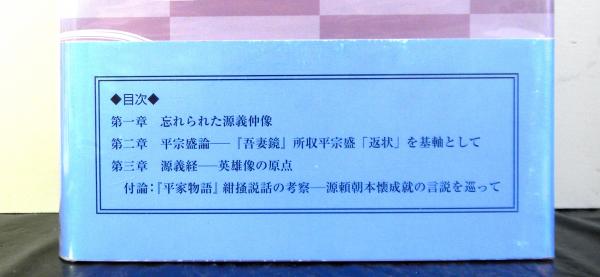 ◆目次◆
第一章　忘れられた源義仲像
第二章　平宗盛論──『吾妻鏡』所収平宗盛「返状」を基軸として
第三章　源義経──英雄像の原点
付論：『平家物語』紺掻説話の考察──源頼朝本懐成就の言説を巡って